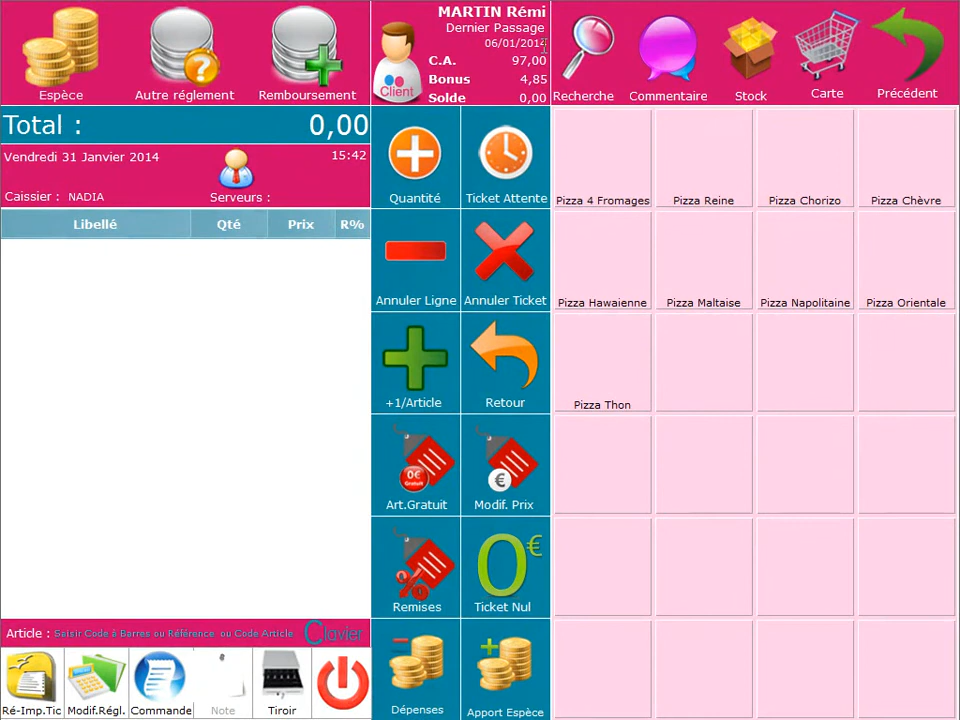 Espèce
Autre réglement
Remboursement
Client
MARTIN Rémi
Dernier Passage
06/01/2014
C.A. 97,00
Bonus 4,85
Solde 0,00
Recherche
Commentaire
Stock
Carte
Précédent
Total : 0,00
Vendredi 31 Janvier 2014 15:42
Caissier : NADIA
Serveurs :
Libellé Qté Prix R%
Quantité
Ticket Attente
Annuler Ligne
Annuler Ticket
+1/Article
Retour
0€
Gratuit
Art.Gratuit
€
Modif. Prix
%
Remises
0€
Ticket Nul
Dépenses
Apport Espèce
Pizza 4 Fromages
Pizza Reine
Pizza Chorizo
Pizza Chèvre
Pizza Hawaienne
Pizza Maltaise
Pizza Napolitaine
Pizza Orientale
Pizza Thon
Article : Saisir Code à Barres ou Référence ou Code Article
Clavier
Ré-Imp.Tic
Modif.Régl.
Commande
Note
Tiroir